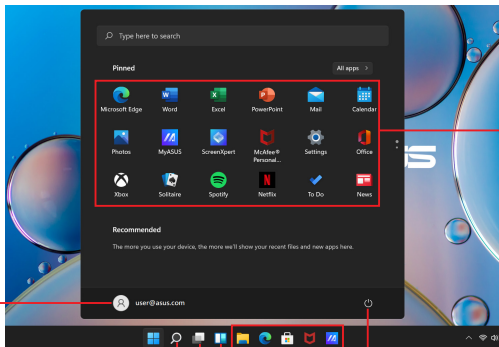 Type here to search
Pinned
All apps >
Microsoft Edge Word Excel PowerPoint Mail Calendar
Photos MyASUS ScreenXpert McAfee® Personal... Settings Office
Xbox Solitaire Spotify Netflix To Do News
Recommended
The more you use your device, the more we'll show your recent files and new apps here.
user@asus.com